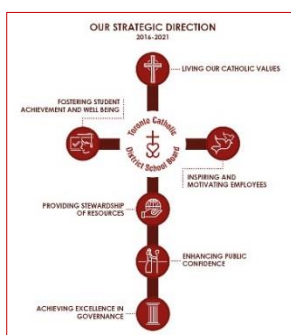 OUR STRATEGIC DIRECTION
2016-2021
LIVING OUR CATHOLIC VALUES
FOSTERING STUDENT
ACHIEVEMENT AND WELL BEING
Toronto Catholic
District School Board
INSPIRING AND
MOTIVATING EMPLOYEES
PROVIDING STEWARDSHIP
OF RESOURCES
ENHANCING PUBLIC
CONFIDENCE
ACHIEVING EXCELLENCE IN
GOVERNANCE